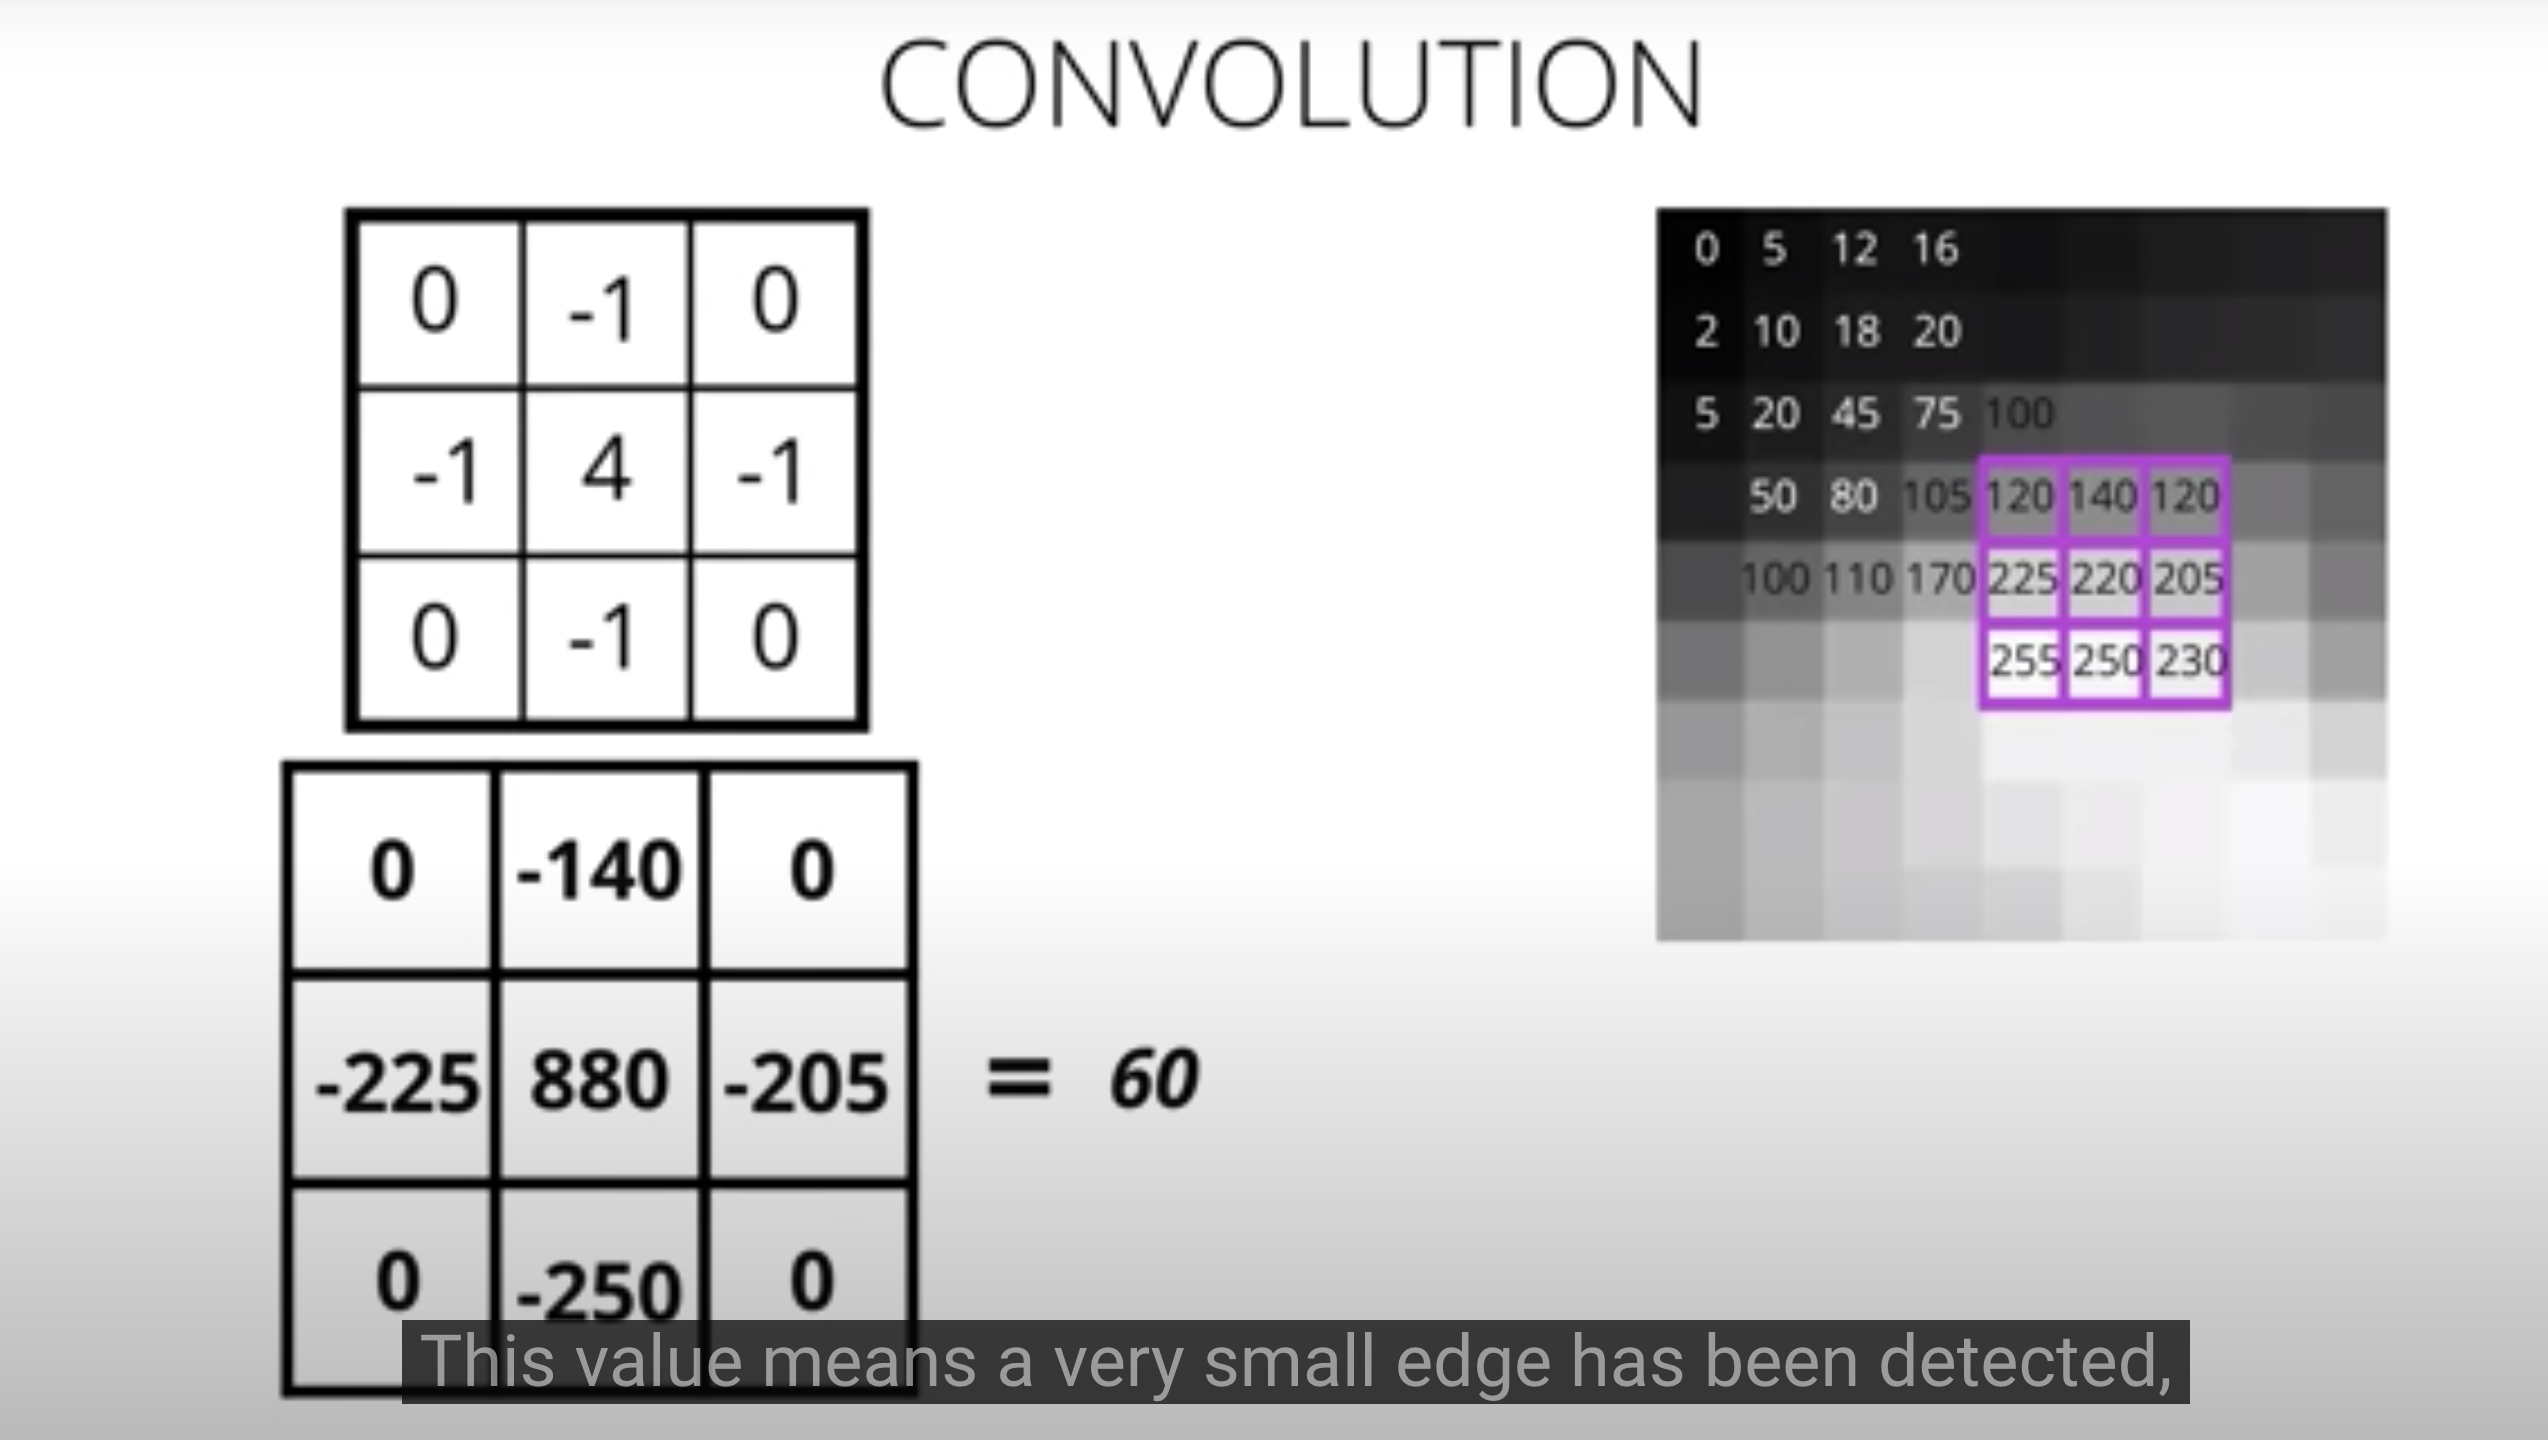 CONVOLUTION
0 -1 0
-1 4 -1
0 -1 0
0 5 12 16
2 10 18 20
5 20 45 75 100
50 80 105 120 140 120
100 110 170 225 220 205
255 250 230
0 -140 0
-225 880 -205 = 60
0 -250 0
This value means a very small edge has been detected,